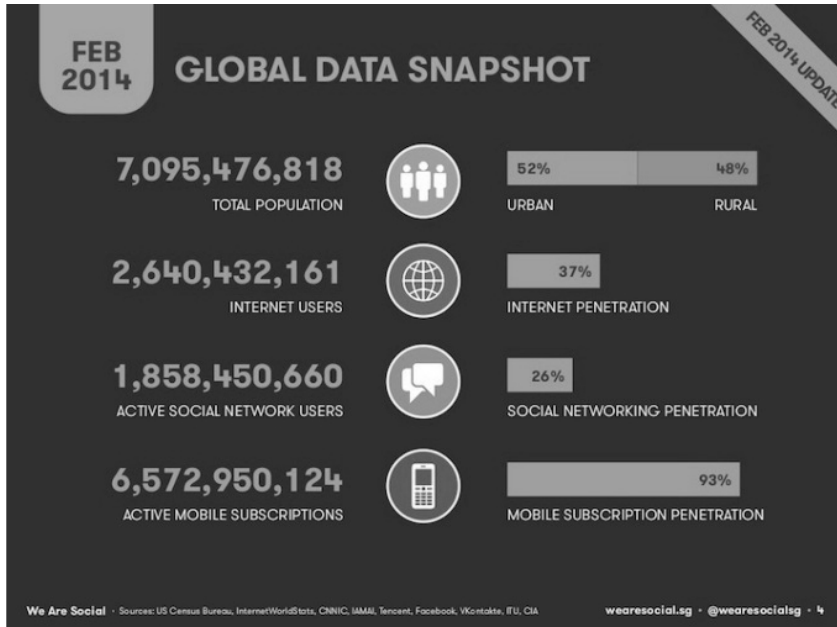 FEB
2014
GLOBAL DATA SNAPSHOT
FEB 2014 UPDATE
7,095,476,818
TOTAL POPULATION
52%
48%
URBAN
RURAL
2,640,432,161
INTERNET USERS
37%
INTERNET PENETRATION
1,858,450,660
ACTIVE SOCIAL NETWORK USERS
26%
SOCIAL NETWORKING PENETRATION
6,572,950,124
ACTIVE MOBILE SUBSCRIPTIONS
93%
MOBILE SUBSCRIPTION PENETRATION
We Are Social · Sources: US Census Bureau, InternetWorldStats, CNNIC, IAMAI, Tencent, Facebook, VKontakte, ITU, CIA
wearesocial.sg · @wearesocialsg · 4